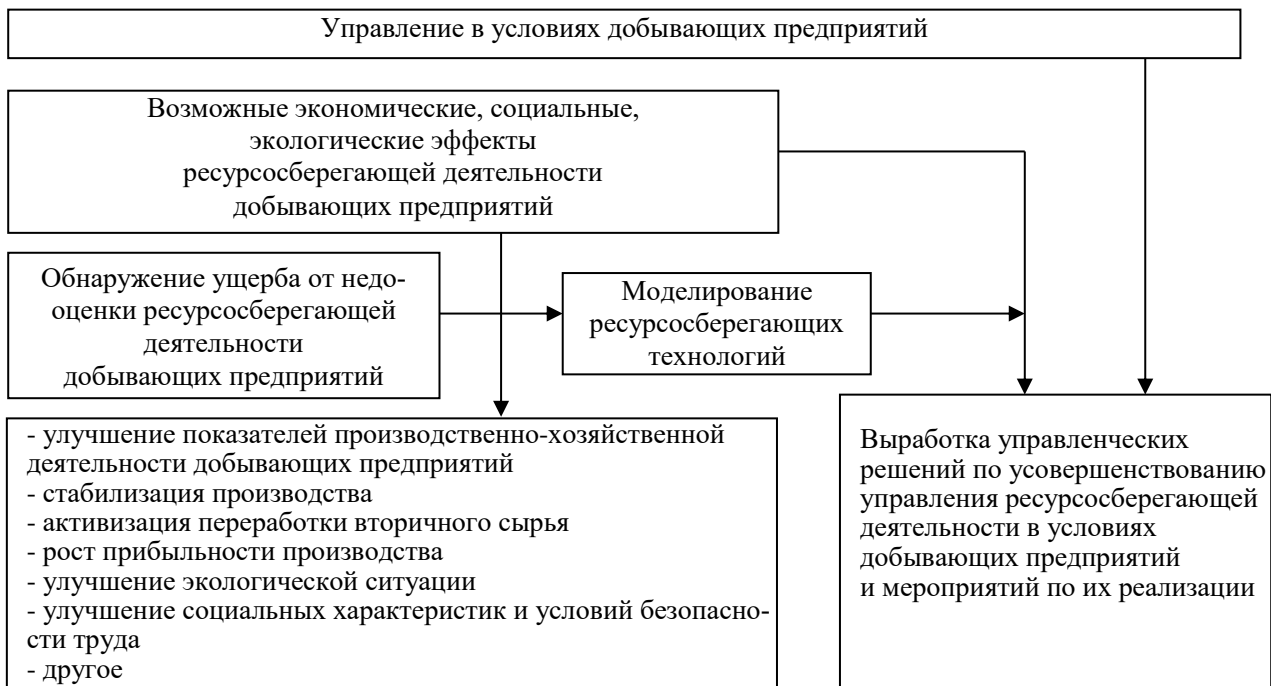 Управление в условиях добывающих предприятий
Возможные экономические, социальные,
экологические эффекты
ресурсосберегающей деятельности
добывающих предприятий
Обнаружение ущерба от недо-
оценки ресурсосберегающей
деятельности
добывающих предприятий
Моделирование
ресурсосберегающих
технологий
- улучшение показателей производственно-хозяйственной
деятельности добывающих предприятий
- стабилизация производства
- активизация переработки вторичного сырья
- рост прибыльности производства
- улучшение экологической ситуации
- улучшение социальных характеристик и условий безопасно-
сти труда
- другое
Выработка управленческих
решений по усовершенствованию
управления ресурсосберегающей
деятельности в условиях
добывающих предприятий
и мероприятий по их реализации